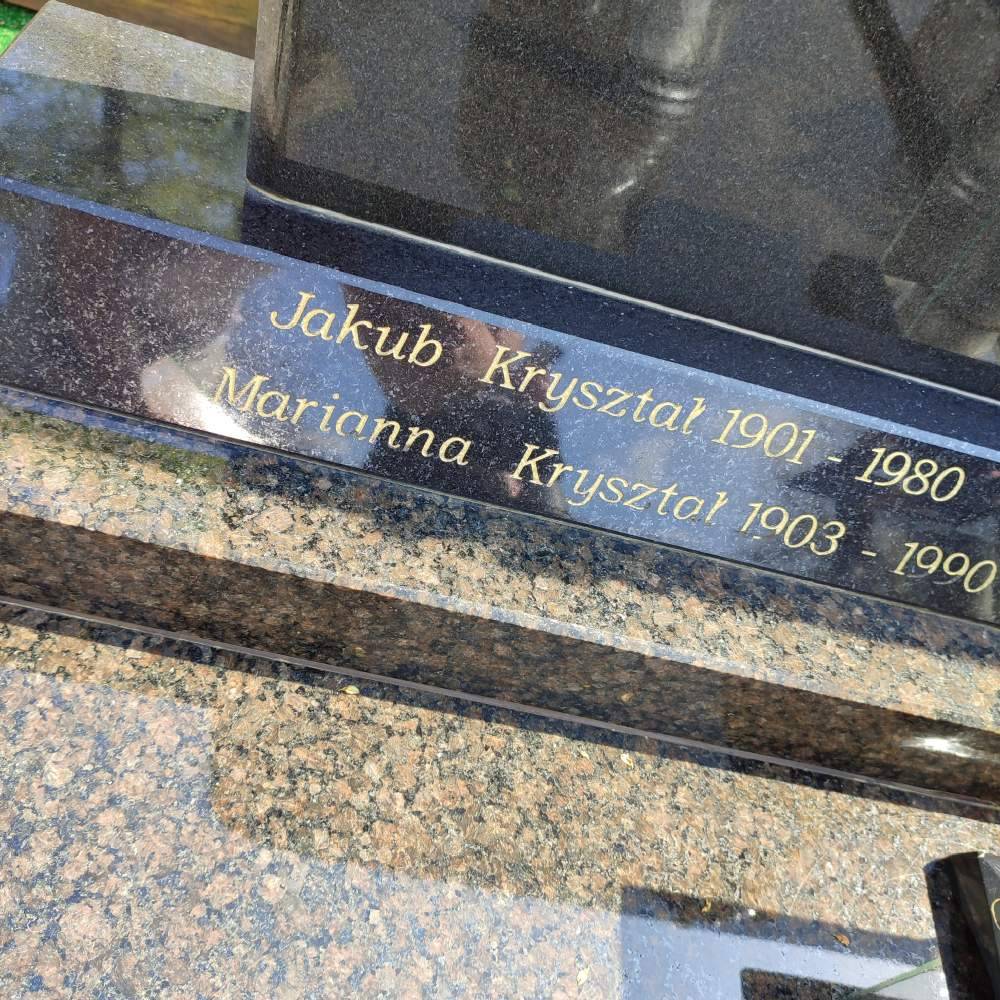 Jakub Kryształ 1901 - 1980
Marianna Kryształ 1903 - 1990